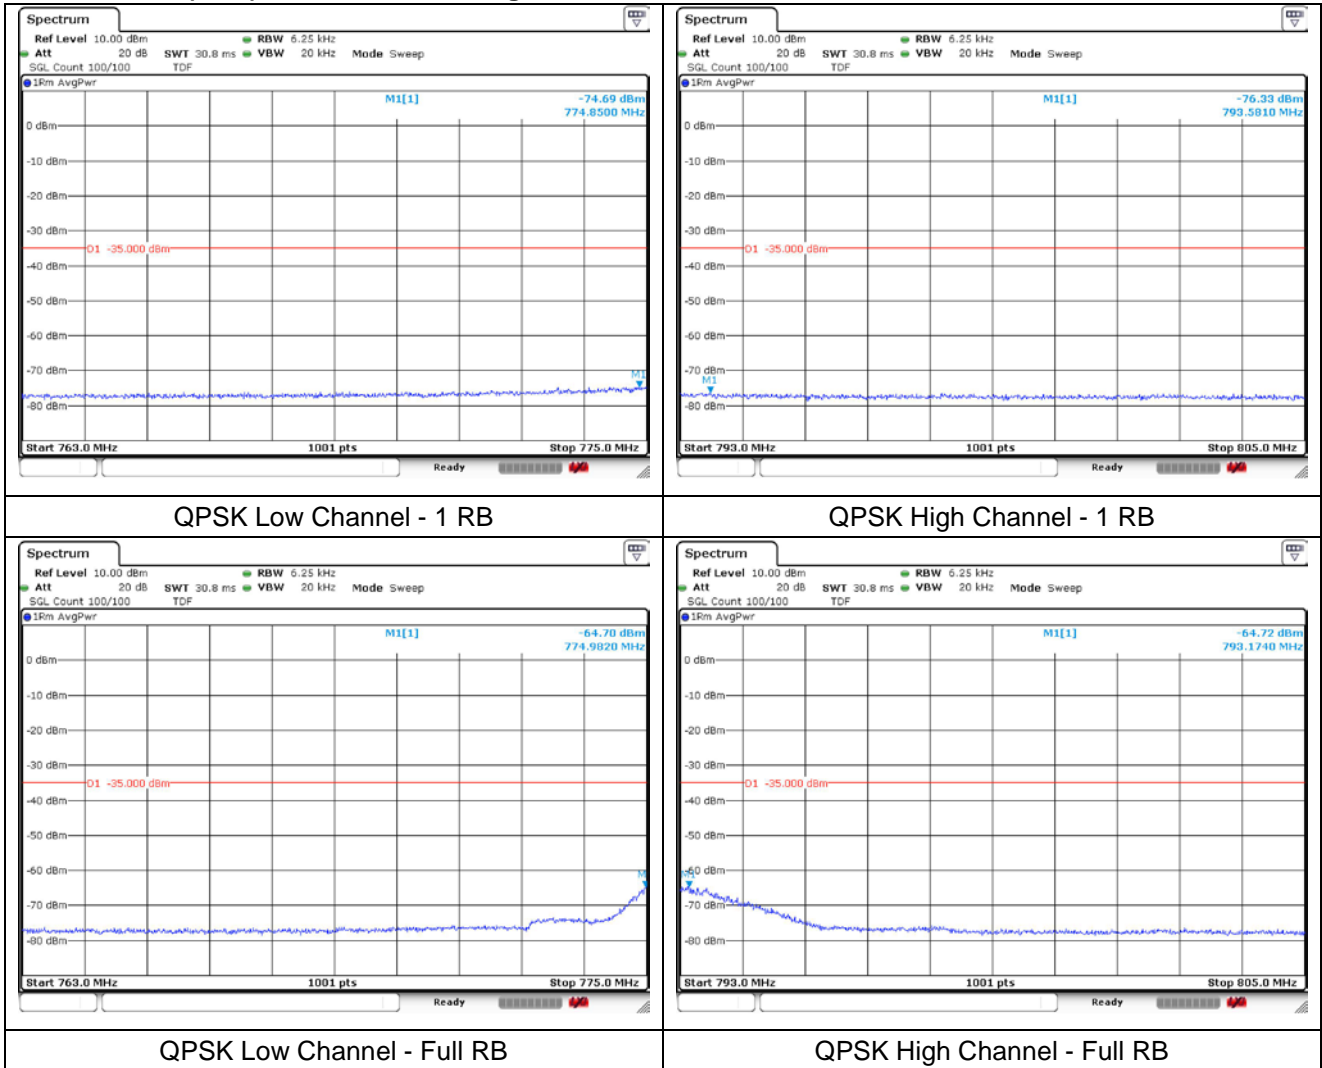 Spectrum
Ref Level 10.00 dBm RBW 6.25 kHz
Att 20 dB SWT 30.8 ms VBW 20 kHz Mode Sweep
SGL Count 100/100 TDF
1Rm AvgPwr
M1[1] -74.69 dBm
774.8500 MHz
0 dBm
-10 dBm
-20 dBm
-30 dBm
D1 -35.000 dBm
-40 dBm
-50 dBm
-60 dBm
-70 dBm
M1
-80 dBm
Start 763.0 MHz 1001 pts Stop 775.0 MHz
Ready
QPSK Low Channel - 1 RB
Spectrum
Ref Level 10.00 dBm RBW 6.25 kHz
Att 20 dB SWT 30.8 ms VBW 20 kHz Mode Sweep
SGL Count 100/100 TDF
1Rm AvgPwr
M1[1] -76.33 dBm
793.5810 MHz
0 dBm
-10 dBm
-20 dBm
-30 dBm
D1 -35.000 dBm
-40 dBm
-50 dBm
-60 dBm
-70 dBm
M1
-80 dBm
Start 793.0 MHz 1001 pts Stop 805.0 MHz
Ready
QPSK High Channel - 1 RB
Spectrum
Ref Level 10.00 dBm RBW 6.25 kHz
Att 20 dB SWT 30.8 ms VBW 20 kHz Mode Sweep
SGL Count 100/100 TDF
1Rm AvgPwr
M1[1] -64.70 dBm
774.9820 MHz
0 dBm
-10 dBm
-20 dBm
-30 dBm
D1 -35.000 dBm
-40 dBm
-50 dBm
-60 dBm
M
-70 dBm
-80 dBm
Start 763.0 MHz 1001 pts Stop 775.0 MHz
Ready
QPSK Low Channel - Full RB
Spectrum
Ref Level 10.00 dBm RBW 6.25 kHz
Att 20 dB SWT 30.8 ms VBW 20 kHz Mode Sweep
SGL Count 100/100 TDF
1Rm AvgPwr
M1[1] -64.72 dBm
793.1740 MHz
0 dBm
-10 dBm
-20 dBm
-30 dBm
D1 -35.000 dBm
-40 dBm
-50 dBm
-60 dBm
M1
-70 dBm
-80 dBm
Start 793.0 MHz 1001 pts Stop 805.0 MHz
Ready
QPSK High Channel - Full RB